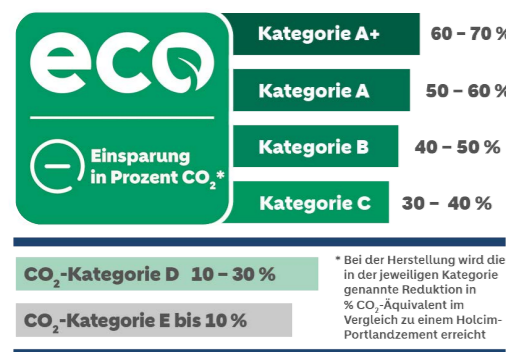 eco
Einsparung
in Prozent CO₂*
Kategorie A+ 60 – 70 %
Kategorie A 50 – 60 %
Kategorie B 40 – 50 %
Kategorie C 30 – 40 %
CO₂-Kategorie D 10 – 30 %
CO₂-Kategorie E bis 10 %
* Bei der Herstellung wird die
in der jeweiligen Kategorie
genannte Reduktion in
% CO₂-Äquivalent im
Vergleich zu einem Holcim-
Portlandzement erreicht